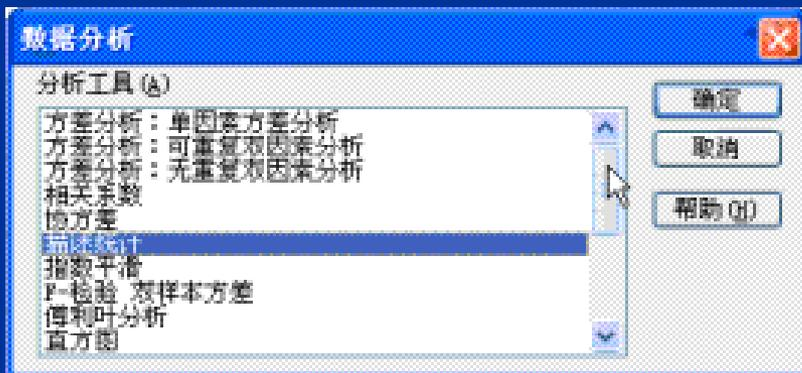 数据分析
分析工具(A)
方差分析：单因素方差分析
方差分析：可重复双因素分析
方差分析：无重复双因素分析
相关系数
协方差
描述统计
指数平滑
F-检验 双样本方差
傅利叶分析
直方图
确定
取消
帮助(H)